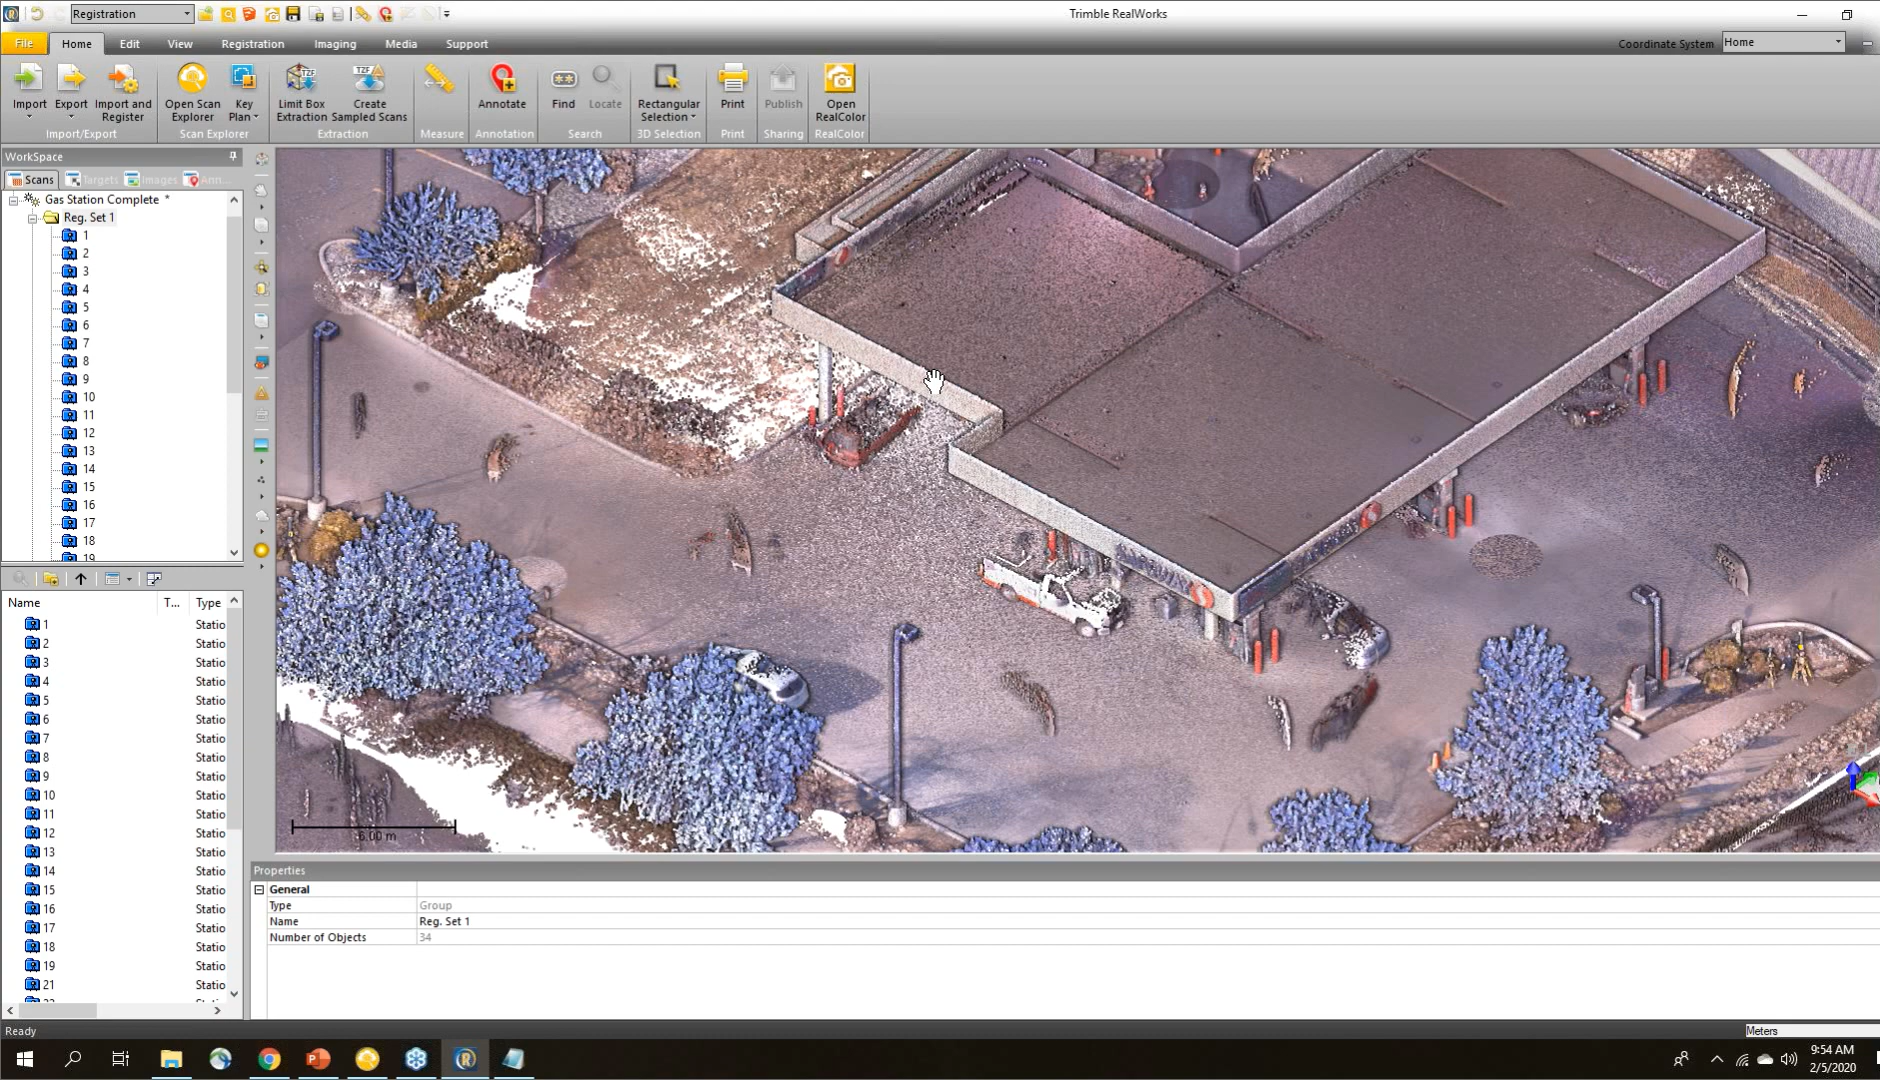 Registration
Trimble RealWorks
File Home Edit View Registration Imaging Media Support
Coordinate System Home
Import Export Import and Register
Import/Export
Open Scan Explorer Key Plan
Scan Explorer
Limit Box Extraction Create Sampled Scans
Extraction
Measure
Annotate
Annotation
Find Locate
Search
Rectangular Selection
3D Selection
Print
Print
Publish
Sharing
Open RealColor
RealColor
WorkSpace
Scans Targets Images Ann...
Gas Station Complete *
Reg. Set 1
1
2
3
4
5
6
7
8
9
10
11
12
13
14
15
16
17
18
19
Name T... Type
1 Statio
2 Statio
3 Statio
4 Statio
5 Statio
6 Statio
7 Statio
8 Statio
9 Statio
10 Statio
11 Statio
12 Statio
13 Statio
14 Statio
15 Statio
16 Statio
17 Statio
18 Statio
19 Statio
21 Statio
6.00 m
Properties
General
Type Group
Name Reg. Set 1
Number of Objects 34
Ready
Meters
9:54 AM
2/5/2020